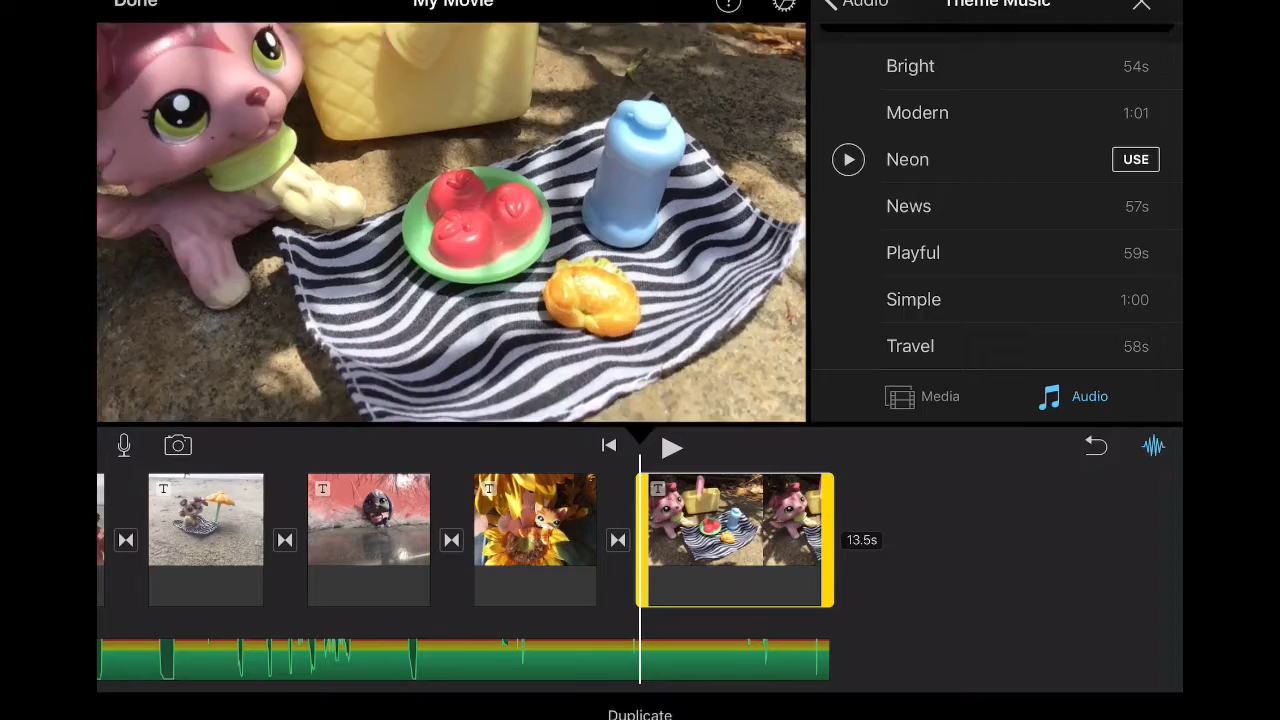 Done My Movie ? Audio Theme Music
Bright 54s
Modern 1:01
Neon USE
News 57s
Playful 59s
Simple 1:00
Travel 58s
Media Audio
T T T T
13.5s
Duplicate